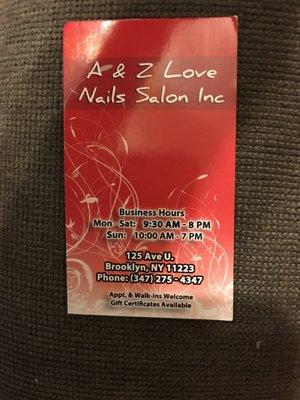 A & Z Love
Nails Salon Inc
Business Hours
Mon - Sat: 9:30 AM - 8 PM
Sun: 10:00 AM - 7 PM
125 Ave U.
Brooklyn, NY 11223
Phone: (347) 275 - 4347
Appt. & Walk-Ins Welcome
Gift Certificates Available